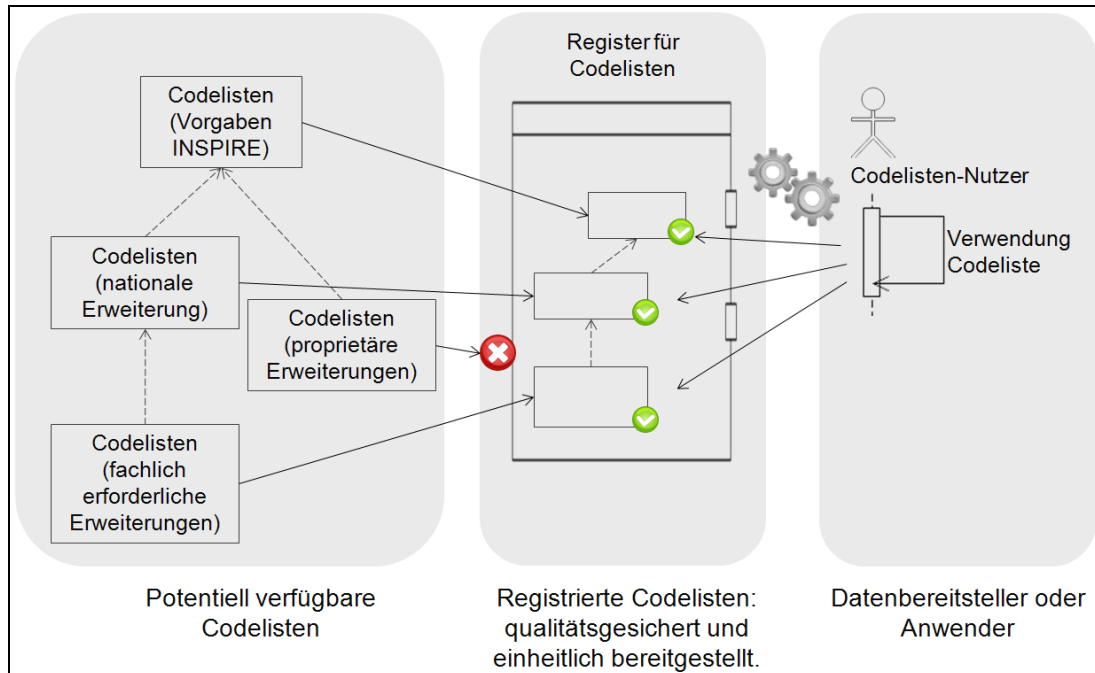 Codelisten
(Vorgaben
INSPIRE)
Codelisten
(nationale
Erweiterung)
Codelisten
(proprietäre
Erweiterungen)
Codelisten
(fachlich
erforderliche
Erweiterungen)
Potentiell verfügbare
Codelisten
Register für
Codelisten
Registrierte Codelisten:
qualitätsgesichert und
einheitlich bereitgestellt.
Codelisten-Nutzer
Verwendung
Codeliste
Datenbereitsteller oder
Anwender